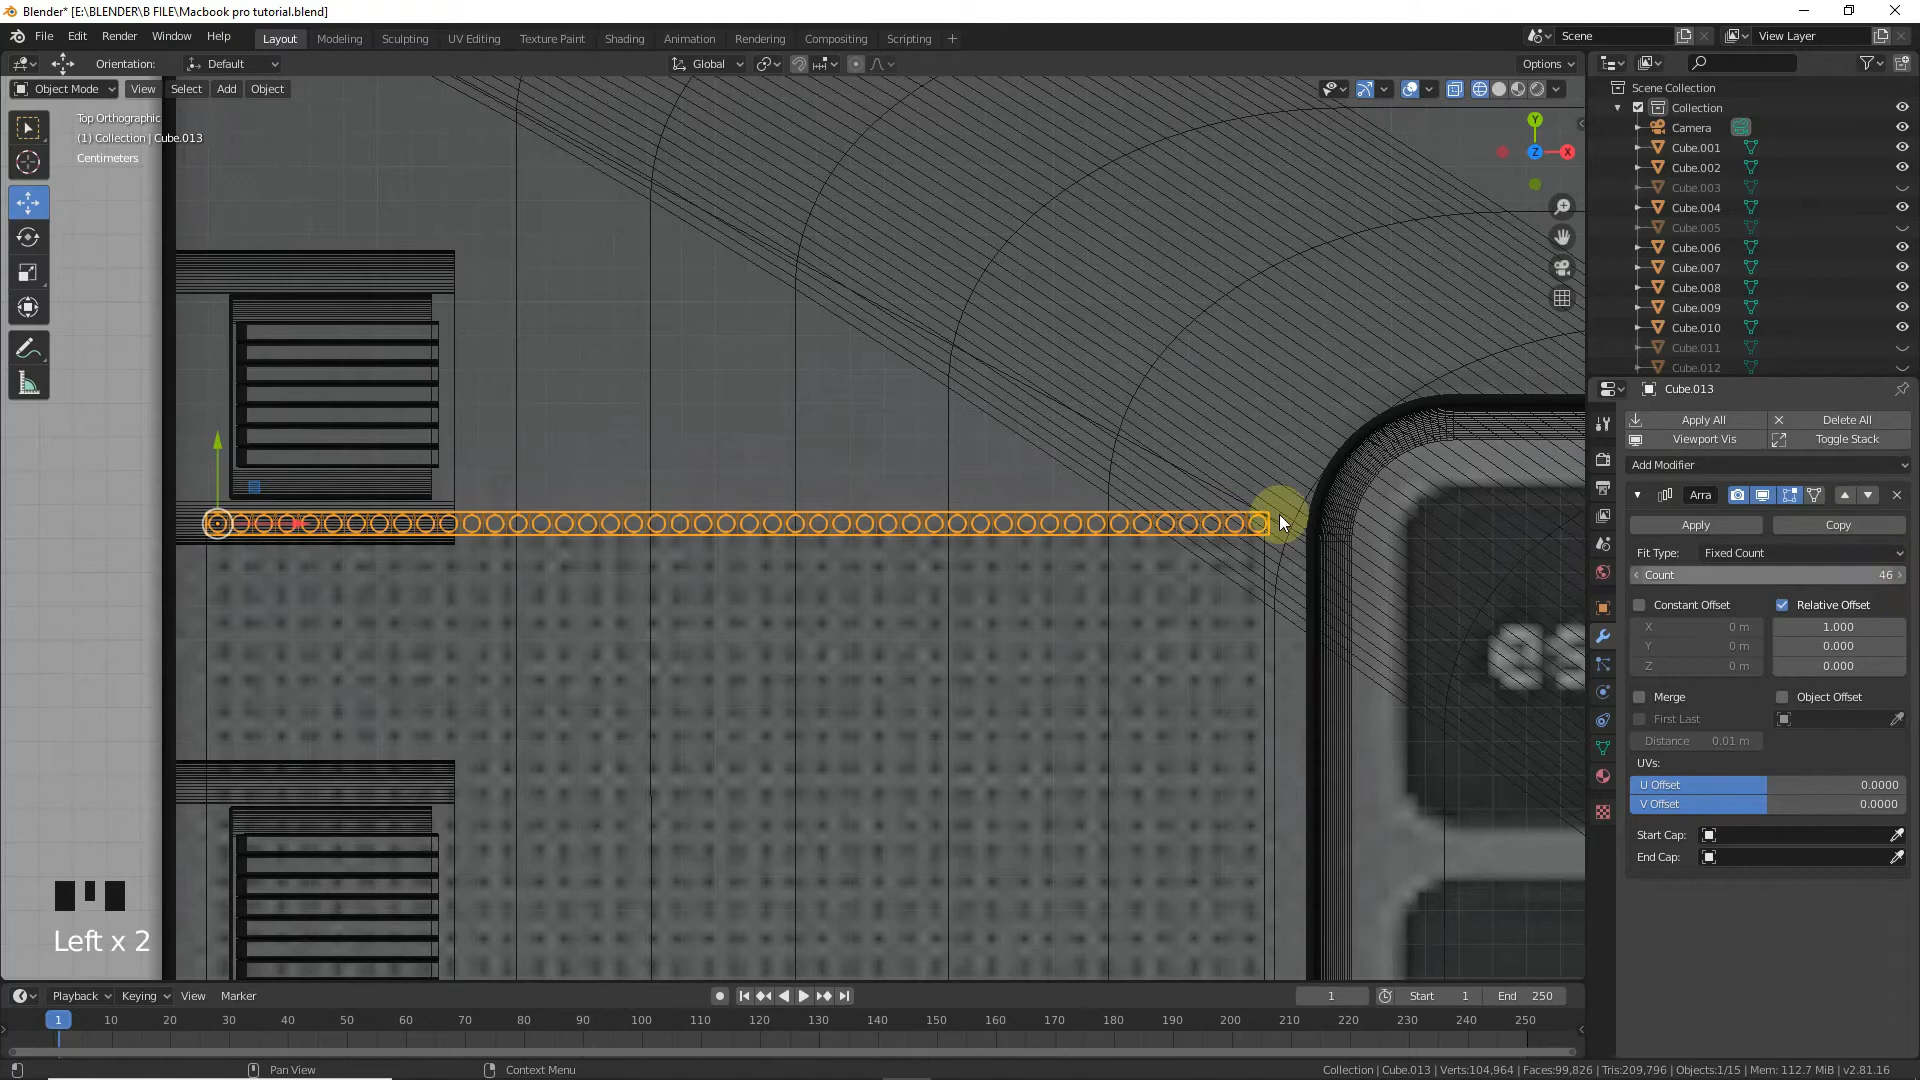 Blender* [E:\BLENDER\B FILE\Macbook pro tutorial.blend]
File Edit Render Window Help
Layout Modeling Sculpting UV Editing Texture Paint Shading Animation Rendering Compositing Scripting +
Scene
View Layer
Orientation: Default
Global
Options
Object Mode View Select Add Object
Top Orthographic
(1) Collection | Cube.013
Centimeters
Y
Z
X
Scene Collection
Collection
Camera
Cube.001
Cube.002
Cube.003
Cube.004
Cube.005
Cube.006
Cube.007
Cube.008
Cube.009
Cube.010
Cube.011
Cube.012
Cube.013
Apply All
Delete All
Viewport Vis
Toggle Stack
Add Modifier
Arra
Apply
Copy
Fit Type: Fixed Count
Count 46
Constant Offset
Relative Offset
X 0 m 1.000
Y 0 m 0.000
Z 0 m 0.000
Merge
Object Offset
First Last
Distance 0.01 m
UVs:
U Offset 0.0000
V Offset 0.0000
Start Cap:
End Cap:
Left x 2
Playback Keying View Marker
1
Start 1
End 250
1 10 20 30 40 50 60 70 80 90 100 110 120 130 140 150 160 170 180 190 200 210 220 230 240 250
Pan View
Context Menu
Collection | Cube.013 | Verts:104,964 | Faces:99,826 | Tris:209,796 | Objects:1/15 | Mem: 112.7 MiB | v2.81.16